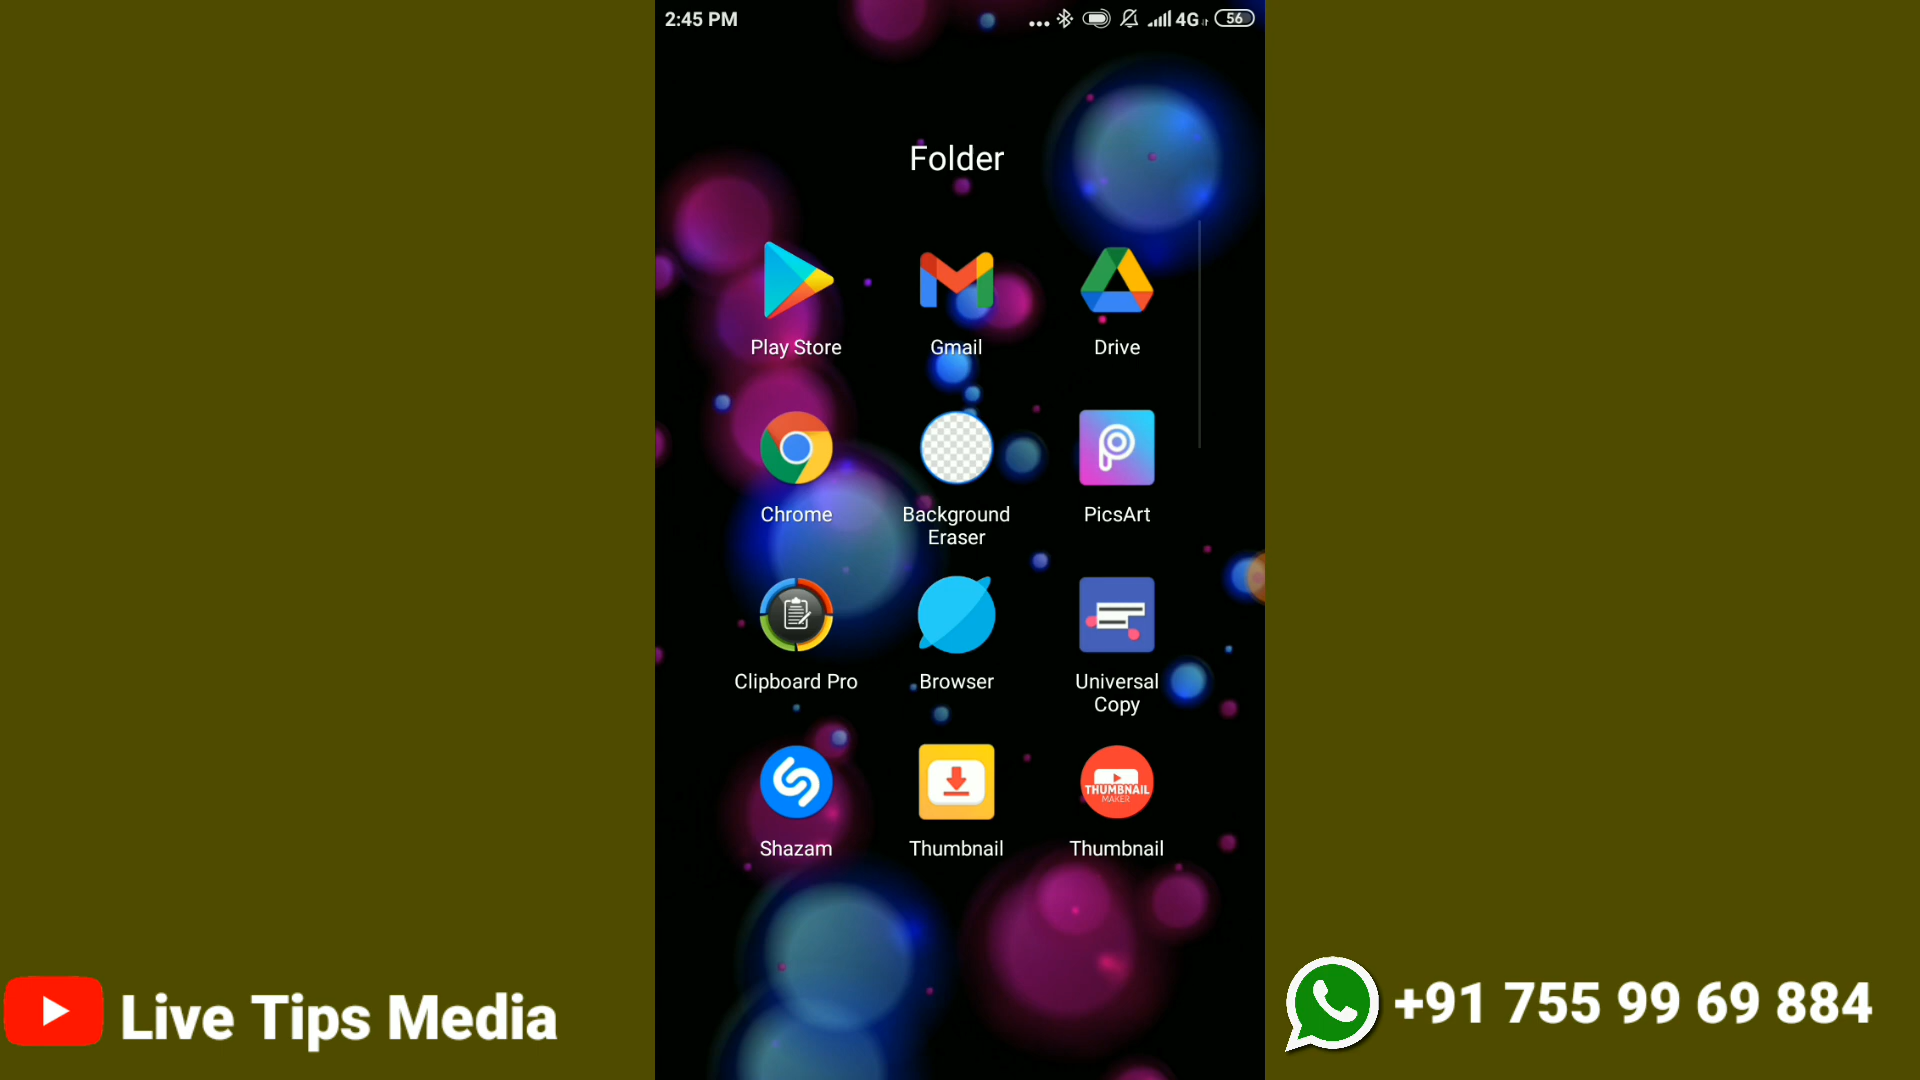 2:45 PM
4G
56
Folder
Play Store
Gmail
Drive
Chrome
Background
Eraser
PicsArt
Clipboard Pro
Browser
Universal
Copy
THUMBNAIL
MAKER
Shazam
Thumbnail
Thumbnail
Live Tips Media
+91 755 99 69 884